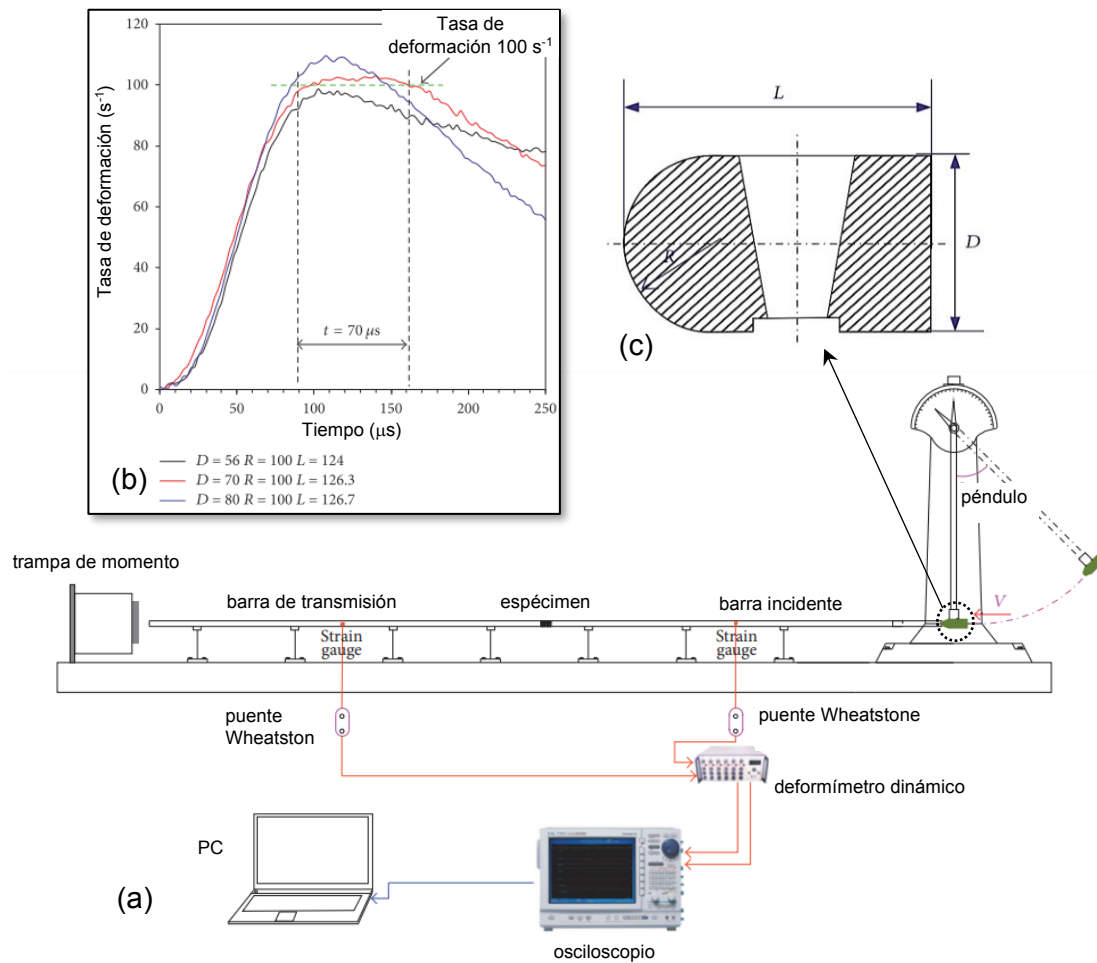 120
100
80
60
40
20
0
Tasa de deformación (s⁻¹)
Tasa de
deformación 100 s⁻¹
t = 70 μs
0
50
100
150
200
250
Tiempo (μs)
D = 56 R = 100 L = 124
D = 70 R = 100 L = 126.3
D = 80 R = 100 L = 126.7
(b)
L
R
D
(c)
péndulo
V
trampa de momento
barra de transmisión
espécimen
barra incidente
Strain
gauge
Strain
gauge
puente
Wheatston
puente Wheatstone
deformímetro dinámico
PC
(a)
osciloscopio